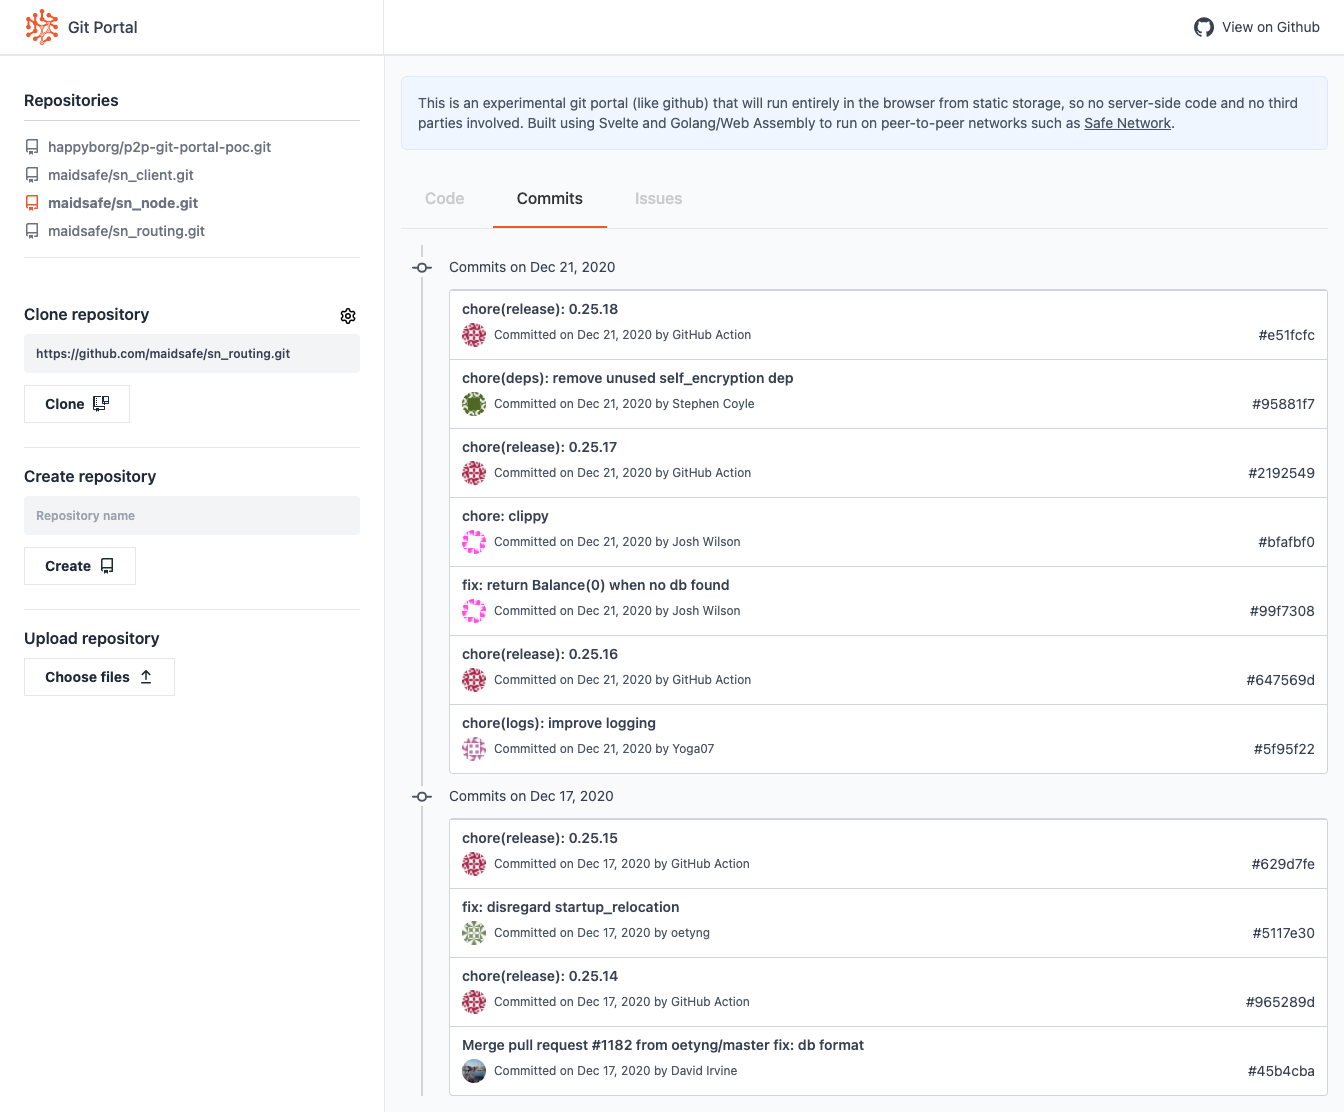 Git Portal
View on Github
Repositories
happyborg/p2p-git-portal-poc.git
maidsafe/sn_client.git
maidsafe/sn_node.git
maidsafe/sn_routing.git
Clone repository
https://github.com/maidsafe/sn_routing.git
Clone
Create repository
Repository name
Create
Upload repository
Choose files
This is an experimental git portal (like github) that will run entirely in the browser from static storage, so no server-side code and no third
parties involved. Built using Svelte and Golang/Web Assembly to run on peer-to-peer networks such as Safe Network.
Code Commits Issues
Commits on Dec 21, 2020
chore(release): 0.25.18
Committed on Dec 21, 2020 by GitHub Action #e51fcfc
chore(deps): remove unused self_encryption dep
Committed on Dec 21, 2020 by Stephen Coyle #95881f7
chore(release): 0.25.17
Committed on Dec 21, 2020 by GitHub Action #2192549
chore: clippy
Committed on Dec 21, 2020 by Josh Wilson #bfafbf0
fix: return Balance(0) when no db found
Committed on Dec 21, 2020 by Josh Wilson #99f7308
chore(release): 0.25.16
Committed on Dec 21, 2020 by GitHub Action #647569d
chore(logs): improve logging
Committed on Dec 21, 2020 by Yoga07 #5f95f22
Commits on Dec 17, 2020
chore(release): 0.25.15
Committed on Dec 17, 2020 by GitHub Action #629d7fe
fix: disregard startup_relocation
Committed on Dec 17, 2020 by oetyng #5117e30
chore(release): 0.25.14
Committed on Dec 17, 2020 by GitHub Action #965289d
Merge pull request #1182 from oetyng/master fix: db format
Committed on Dec 17, 2020 by David Irvine #45b4cba